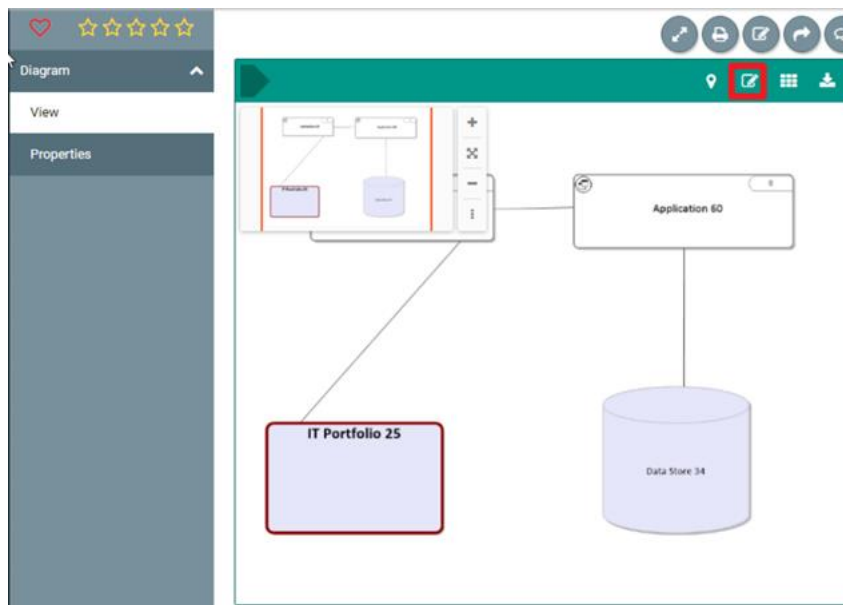 Diagram
View
Properties
Application 60
IT Portfolio 25
Data Store 34